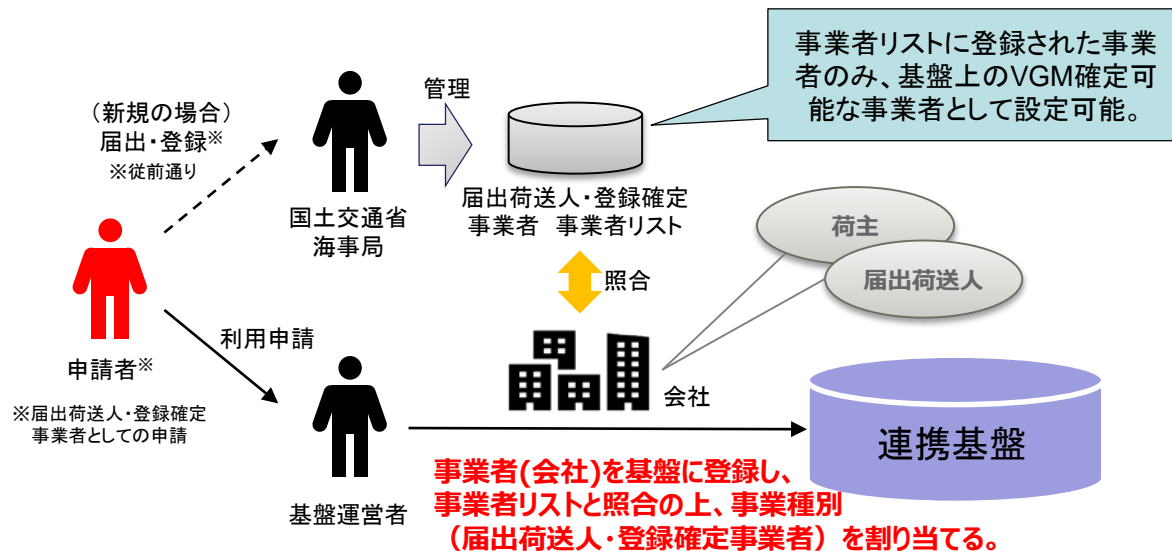 事業者リストに登録された事業
者のみ、基盤上のVGM確定可
能な事業者として設定可能。
管理
（新規の場合）
届出・登録※
※従前通り
国土交通省
海事局
届出荷送人・登録確定
事業者　事業者リスト
荷主
届出荷送人
照合
利用申請
申請者※
※届出荷送人・登録確定
事業者としての申請
会社
連携基盤
基盤運営者
事業者(会社)を基盤に登録し、
事業者リストと照合の上、事業種別
（届出荷送人・登録確定事業者）を割り当てる。